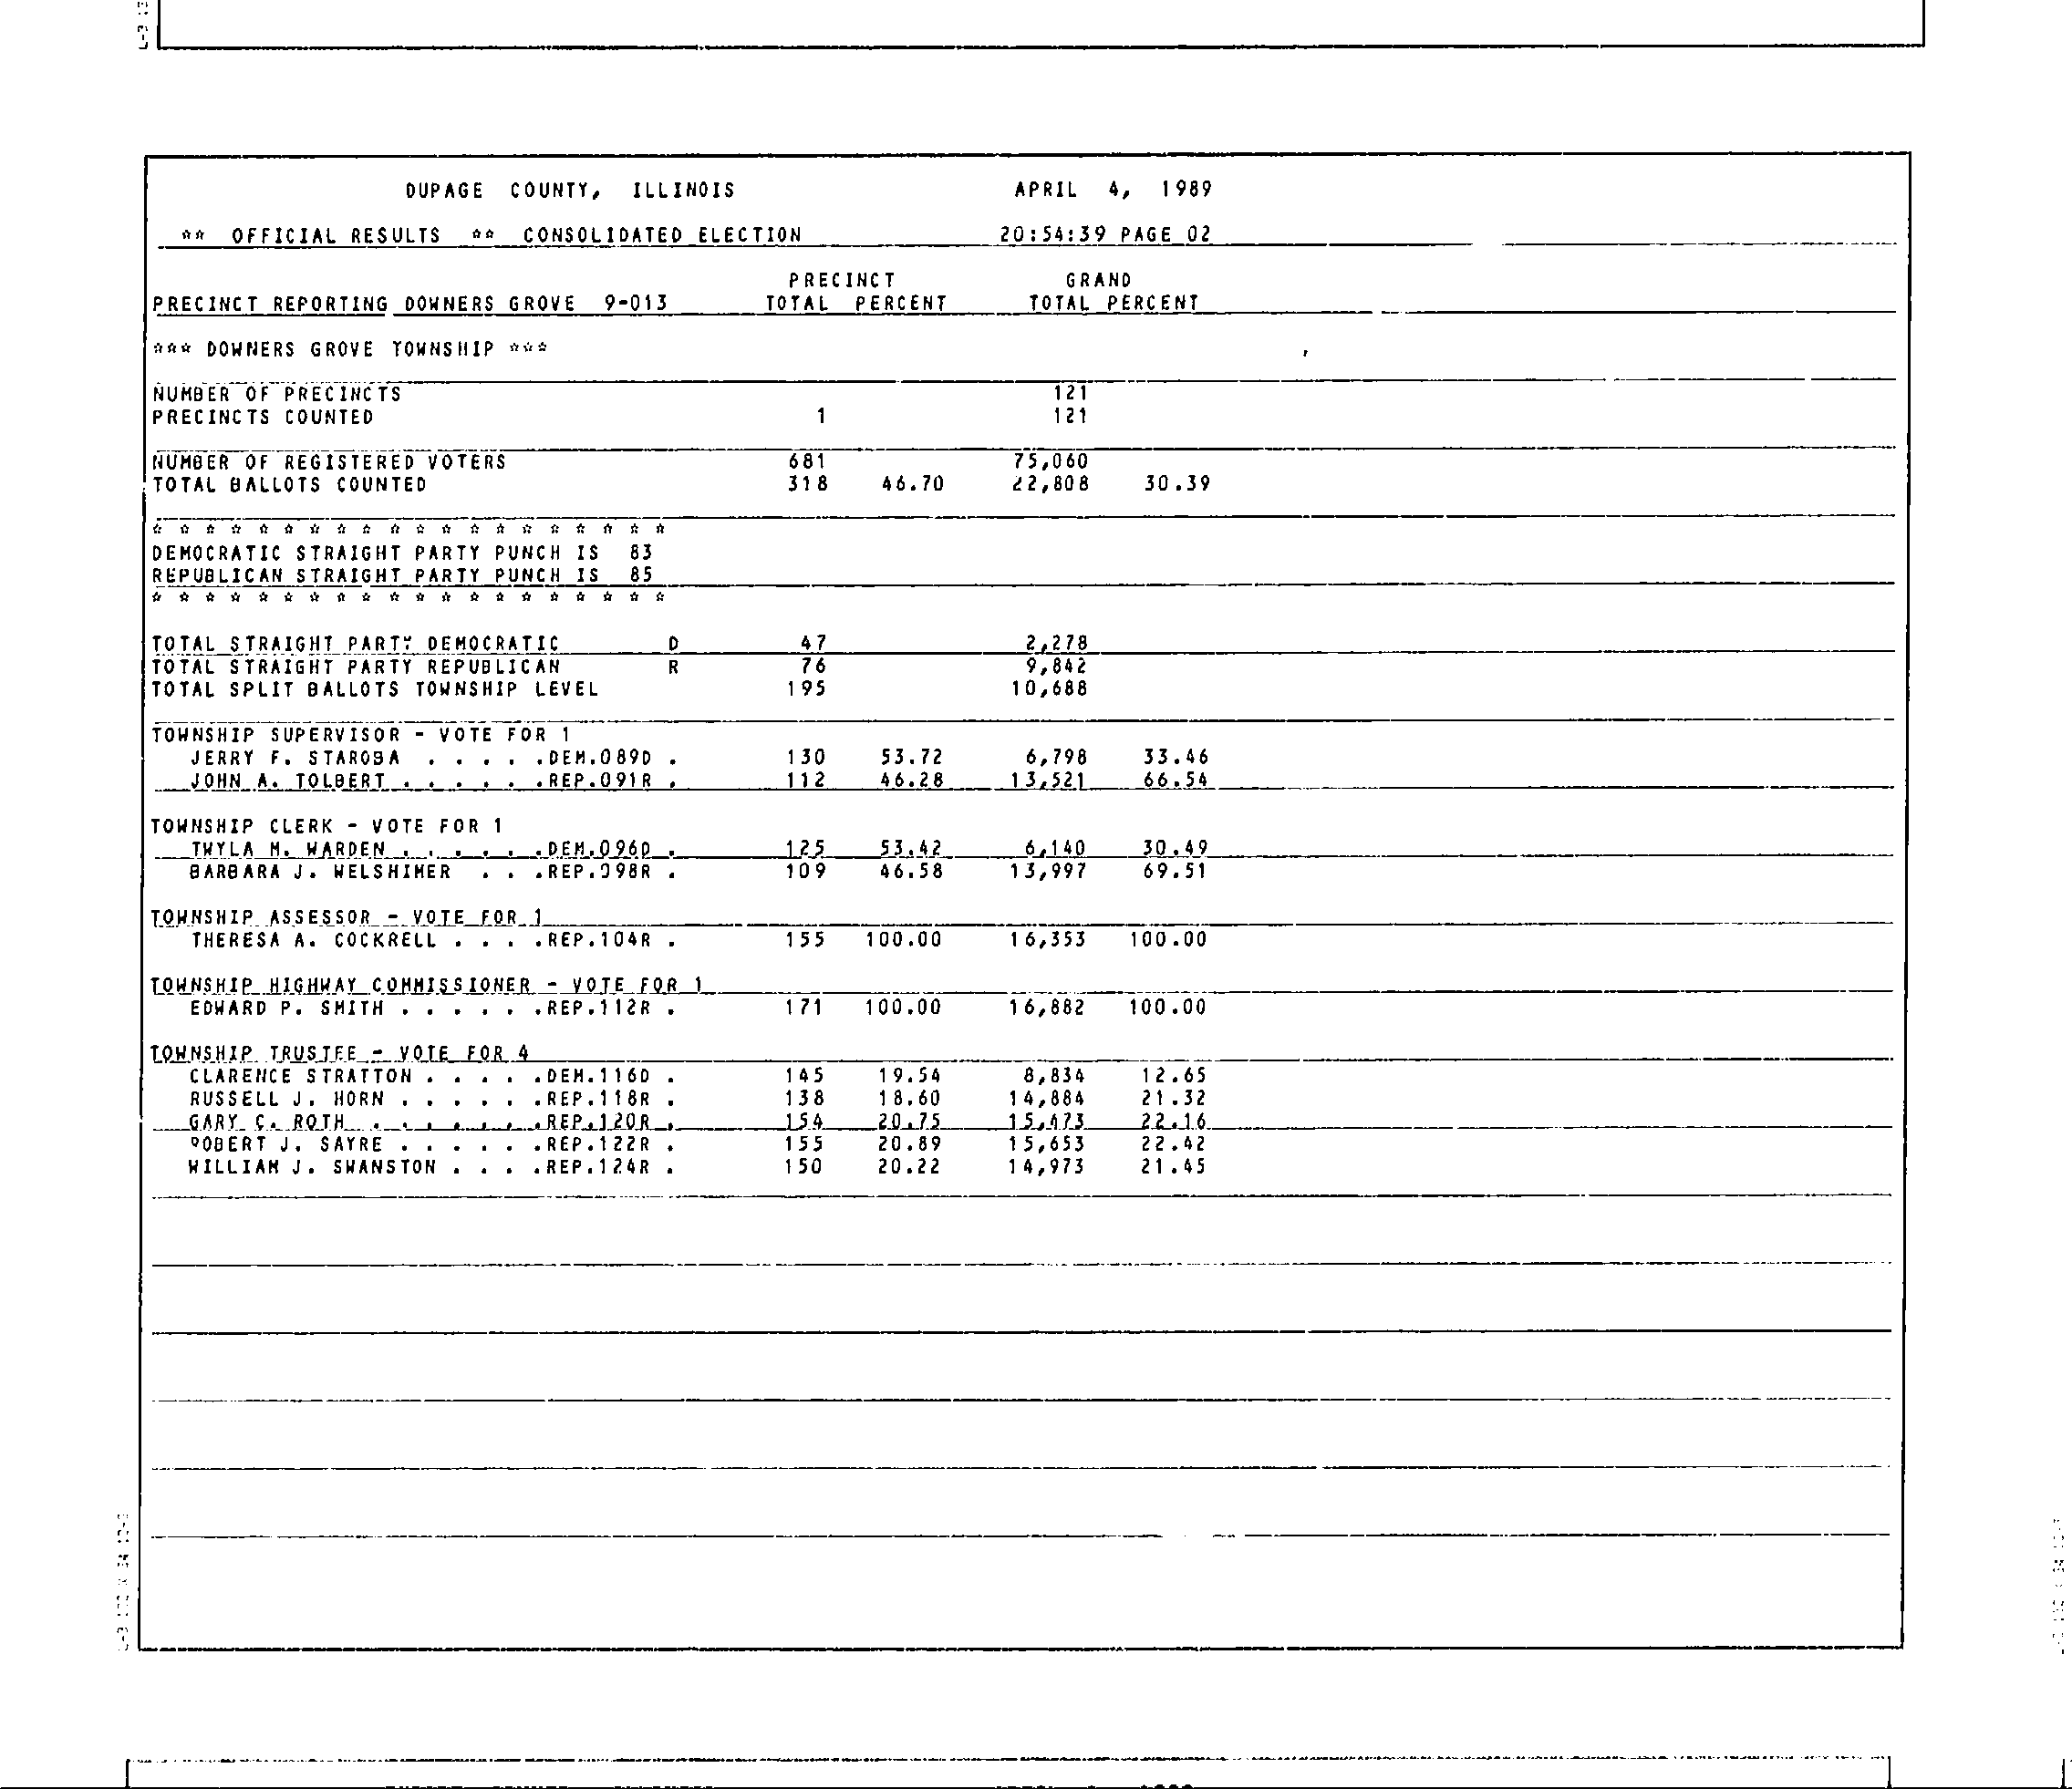 DUPAGE COUNTY, ILLINOIS APRIL 4, 1989
** OFFICIAL RESULTS ** CONSOLIDATED ELECTION 20:54:39 PAGE 02
PRECINCT GRAND
PRECINCT REPORTING DOWNERS GROVE 9-013 TOTAL PERCENT TOTAL PERCENT
*** DOWNERS GROVE TOWNSHIP ***
NUMBER OF PRECINCTS 121
PRECINCTS COUNTED 1 121
NUMBER OF REGISTERED VOTERS 681 75,060
TOTAL BALLOTS COUNTED 318 46.70 22,808 30.39
* * * * * * * * * * * * * * * * * * * *
DEMOCRATIC STRAIGHT PARTY PUNCH IS 83
REPUBLICAN STRAIGHT PARTY PUNCH IS 85
* * * * * * * * * * * * * * * * * * * *
TOTAL STRAIGHT PARTY DEMOCRATIC D 47 2,278
TOTAL STRAIGHT PARTY REPUBLICAN R 76 9,842
TOTAL SPLIT BALLOTS TOWNSHIP LEVEL 195 10,688
TOWNSHIP SUPERVISOR - VOTE FOR 1
JERRY F. STAROBA . . . . .DEM.089D . 130 53.72 6,798 33.46
JOHN A. TOLBERT . . . . . .REP.091R . 112 46.28 13,521 66.54
TOWNSHIP CLERK - VOTE FOR 1
TWYLA M. WARDEN . . . . . .DEM.096D . 125 53.42 6,140 30.49
BARBARA J. WELSHIMER . . .REP.098R . 109 46.58 13,997 69.51
TOWNSHIP ASSESSOR - VOTE FOR 1
THERESA A. COCKRELL . . . .REP.104R . 155 100.00 16,353 100.00
TOWNSHIP HIGHWAY COMMISSIONER - VOTE FOR 1
EDWARD P. SMITH . . . . . .REP.112R . 171 100.00 16,882 100.00
TOWNSHIP TRUSTEE - VOTE FOR 4
CLARENCE STRATTON . . . . .DEM.116D . 145 19.54 8,834 12.65
RUSSELL J. HORN . . . . . .REP.118R . 138 18.60 14,884 21.32
GARY C. ROTH . . . . . . .REP.120R . 154 20.75 15,473 22.16
ROBERT J. SAYRE . . . . . .REP.122R . 155 20.89 15,653 22.42
WILLIAM J. SWANSTON . . . .REP.124R . 150 20.22 14,973 21.45